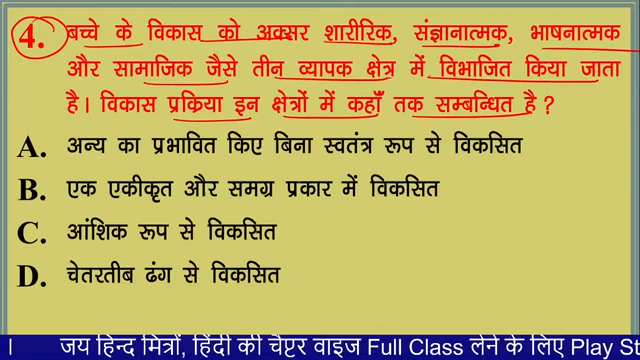 4. बच्चे के विकास को अक्सर शारीरिक, संज्ञानात्मक, भाषनात्मक
और सामाजिक जैसे तीन व्यापक क्षेत्र में विभाजित किया जाता
है। विकास प्रक्रिया इन क्षेत्रों में कहाँ तक सम्बन्धित है ?
A. अन्य का प्रभावित किए बिना स्वतंत्र रूप से विकसित
B. एक एकीकृत और समग्र प्रकार में विकसित
C. आंशिक रूप से विकसित
D. चेतरतीब ढंग से विकसित
। जय हिन्द मित्रों, हिंदी की चैप्टर वाइज Full Class लेने के लिए Play St